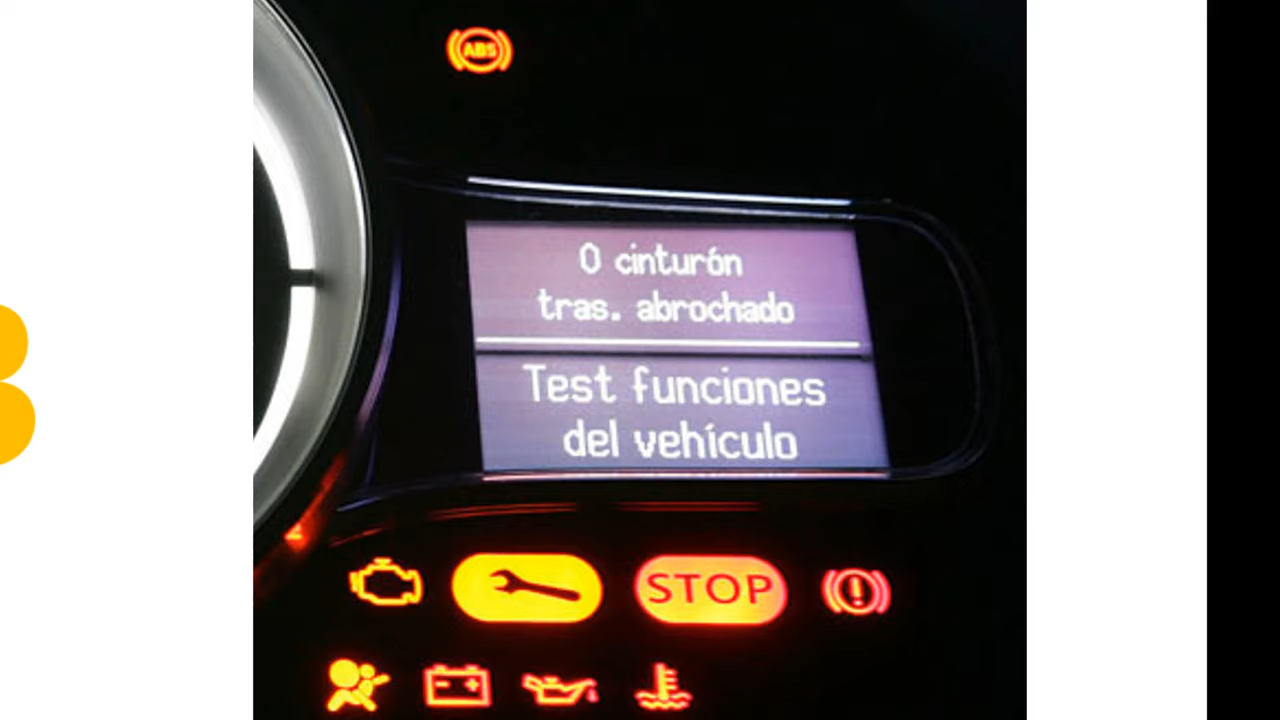 ABS
0 cinturón
tras. abrochado
Test funciones
del vehículo
STOP